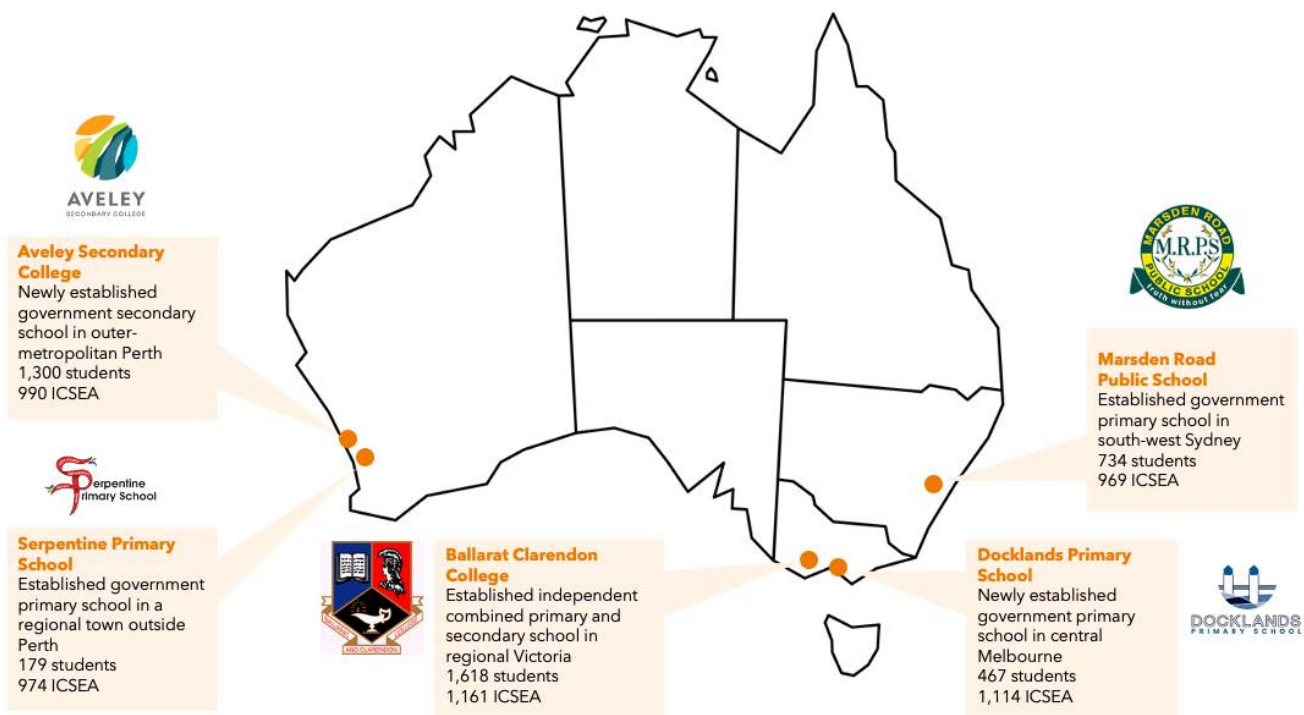 AVELEY
SECONDARY COLLEGE
Aveley Secondary
College
Newly established
government secondary
school in outer-
metropolitan Perth
1,300 students
990 ICSEA
Serpentine
Primary School
Serpentine Primary
School
Established government
primary school in a
regional town outside
Perth
179 students
974 ICSEA
BALLARAT
COLLEGE
AND CLARENDON
Ballarat Clarendon
College
Established independent
combined primary and
secondary school in
regional Victoria
1,618 students
1,161 ICSEA
Docklands Primary
School
Newly established
government primary
school in central
Melbourne
467 students
1,114 ICSEA
DOCKLANDS
PRIMARY SCHOOL
MARSDEN ROAD
M.R.P.S
PUBLIC SCHOOL
truth without fear
Marsden Road
Public School
Established government
primary school in
south-west Sydney
734 students
969 ICSEA